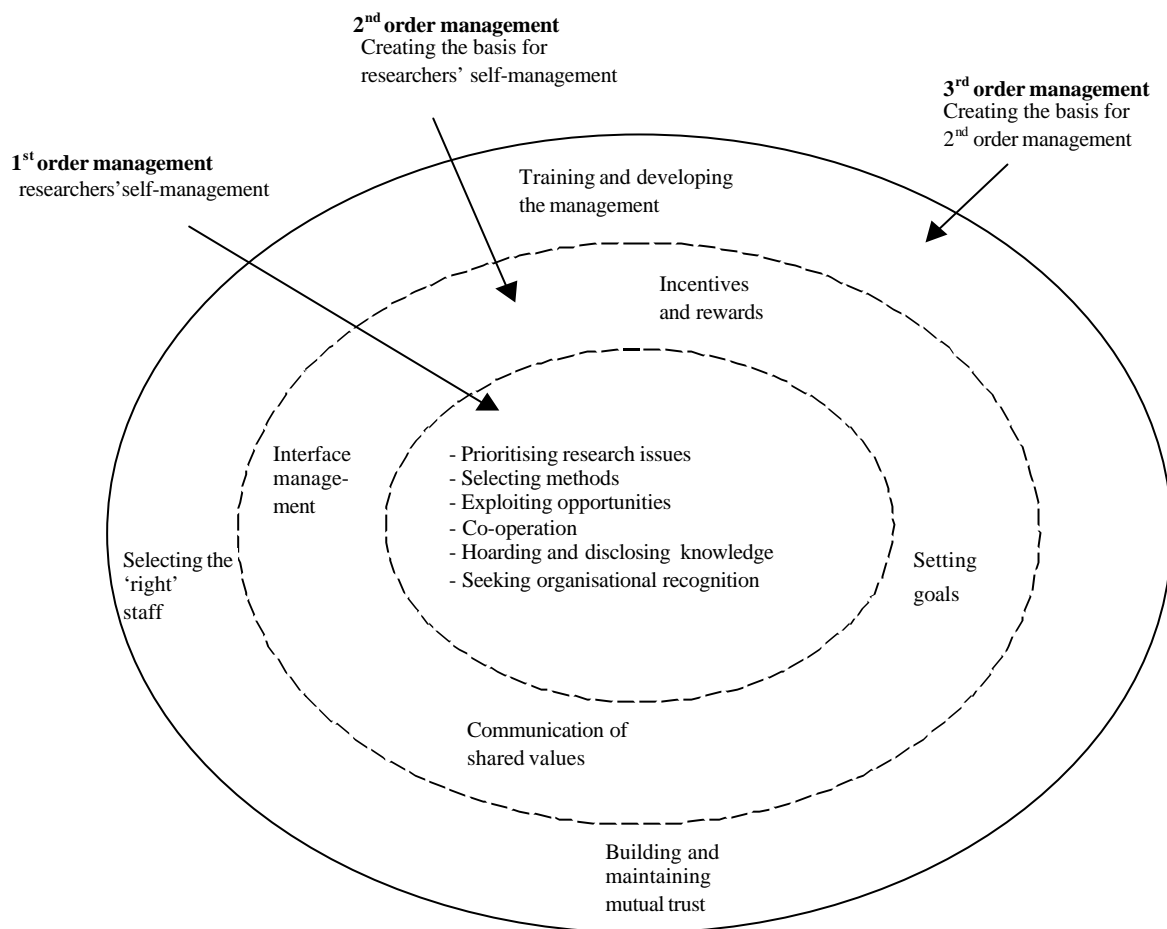 2nd order management
Creating the basis for
researchers' self-management
3rd order management
Creating the basis for
2nd order management
1st order management
researchers'self-management
Training and developing
the management
Incentives
and rewards
Interface
manage-
ment
- Prioritising research issues
- Selecting methods
- Exploiting opportunities
- Co-operation
- Hoarding and disclosing knowledge
- Seeking organisational recognition
Selecting the
'right'
staff
Setting
goals
Communication of
shared values
Building and
maintaining
mutual trust